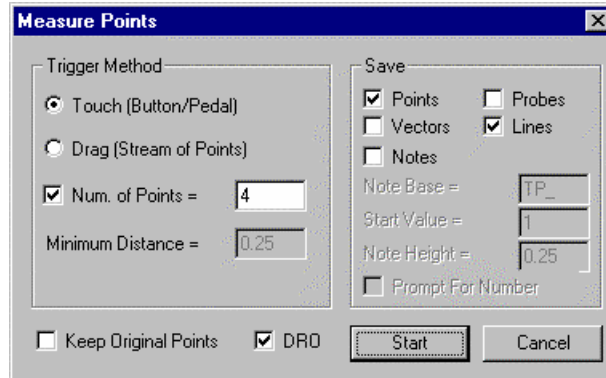 Measure Points
Trigger Method
Touch (Button/Pedal)
Drag (Stream of Points)
Num. of Points = 4
Minimum Distance = 0.25
Save
Points Probes
Vectors Lines
Notes
Note Base = TP_
Start Value = 1
Note Height = 0.25
Prompt For Number
Keep Original Points DRO Start Cancel